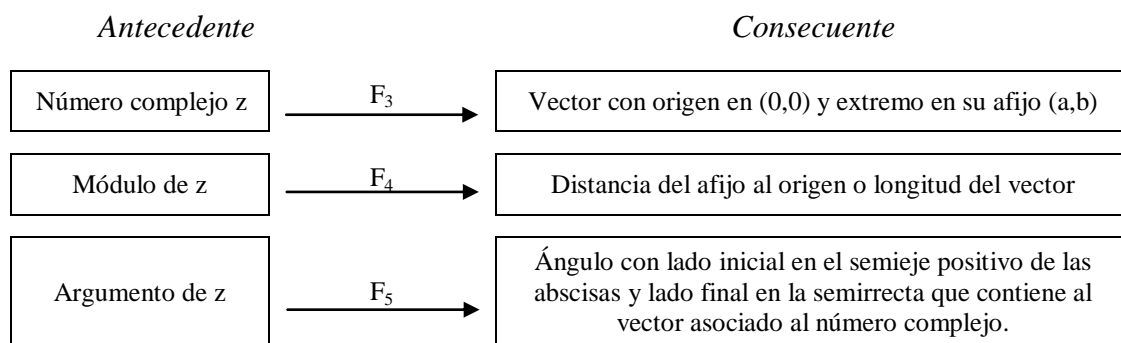 Antecedente Consecuente
Número complejo z F3 Vector con origen en (0,0) y extremo en su afijo (a,b)
Módulo de z F4 Distancia del afijo al origen o longitud del vector
Argumento de z F5 Ángulo con lado inicial en el semieje positivo de las
abscisas y lado final en la semirrecta que contiene al
vector asociado al número complejo.